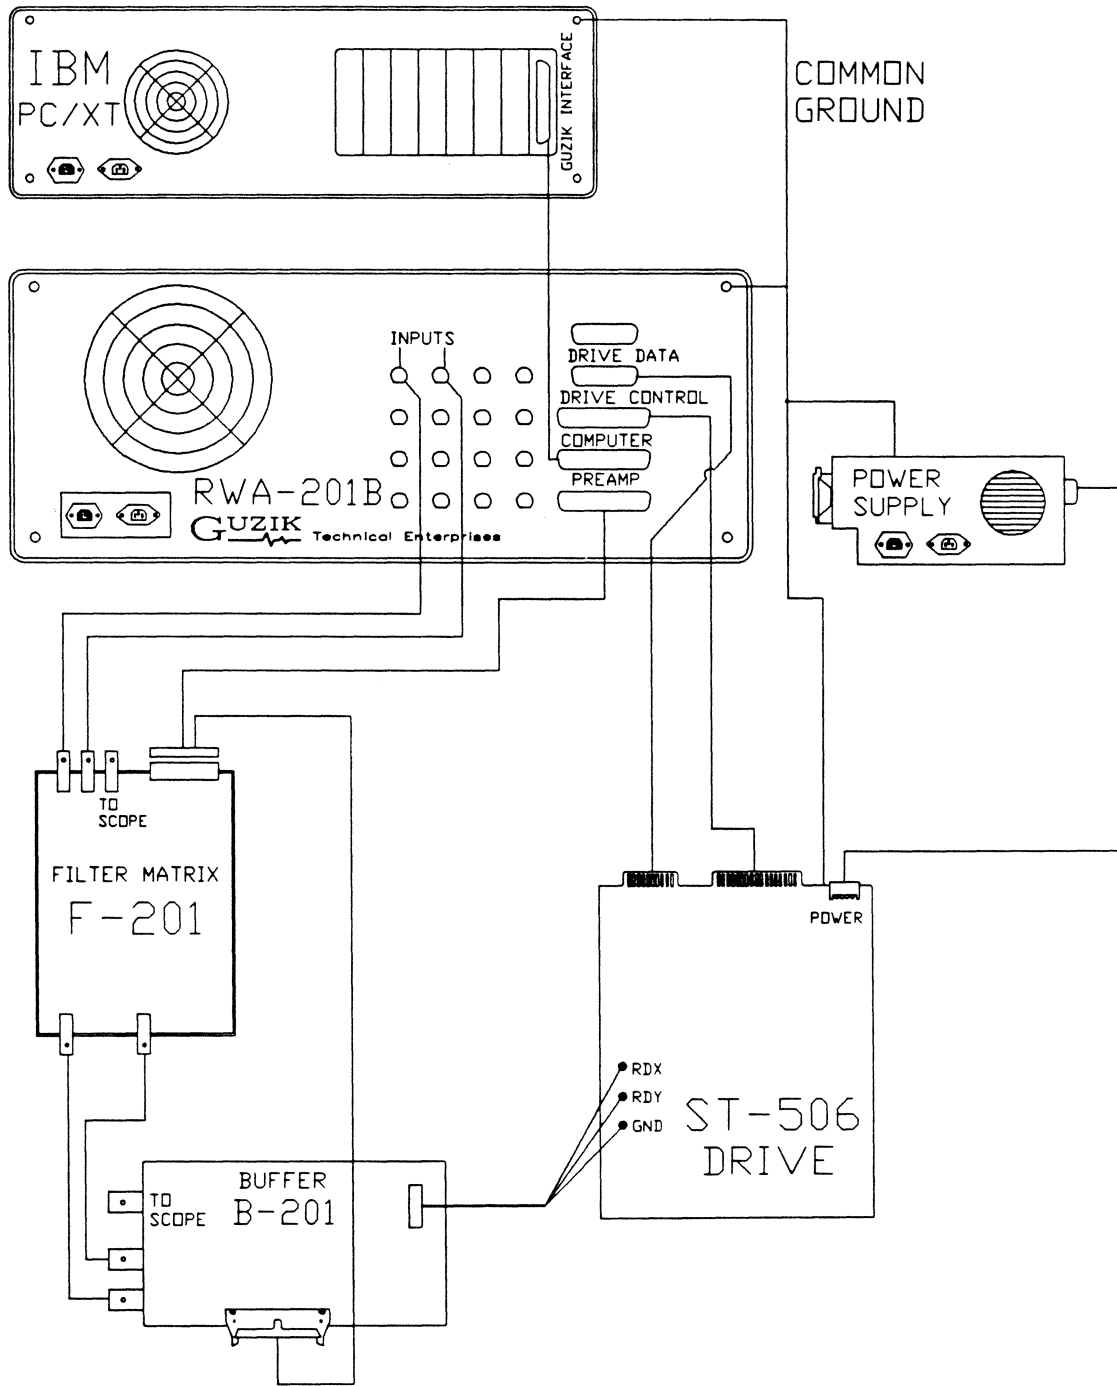 IBM
PC/XT
GUZIK INTERFACE
COMMON
GROUND
INPUTS
DRIVE DATA
DRIVE CONTROL
COMPUTER
PREAMP
RWA-201B
GUZIK
Technical Enterprises
POWER
SUPPLY
TO
SCOPE
FILTER MATRIX
F-201
POWER
RDX
RDY
GND
ST-506
DRIVE
BUFFER
B-201
TO
SCOPE